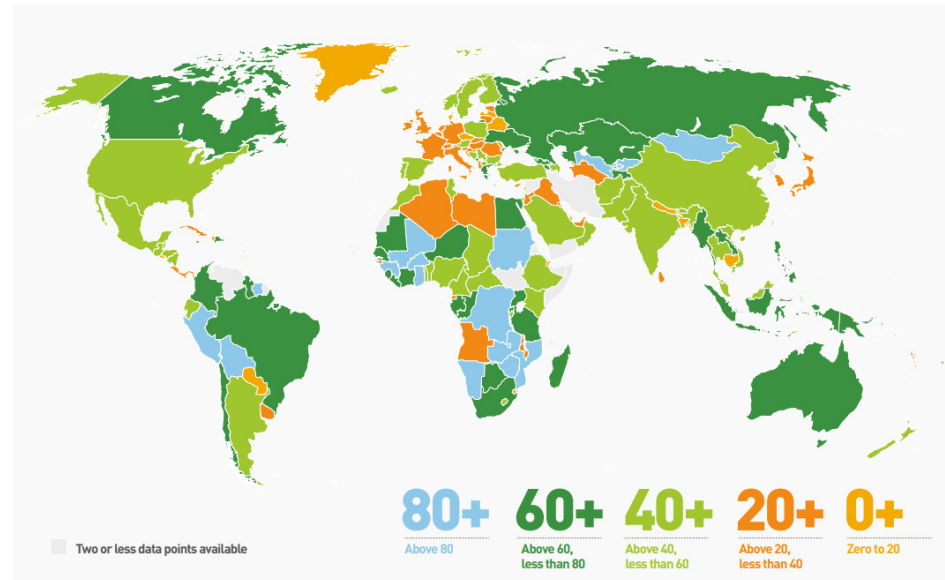 80+ 60+ 40+ 20+ 0+
Above 80
Above 60,
less than 80
Above 40,
less than 60
Above 20,
less than 40
Zero to 20
Two or less data points available